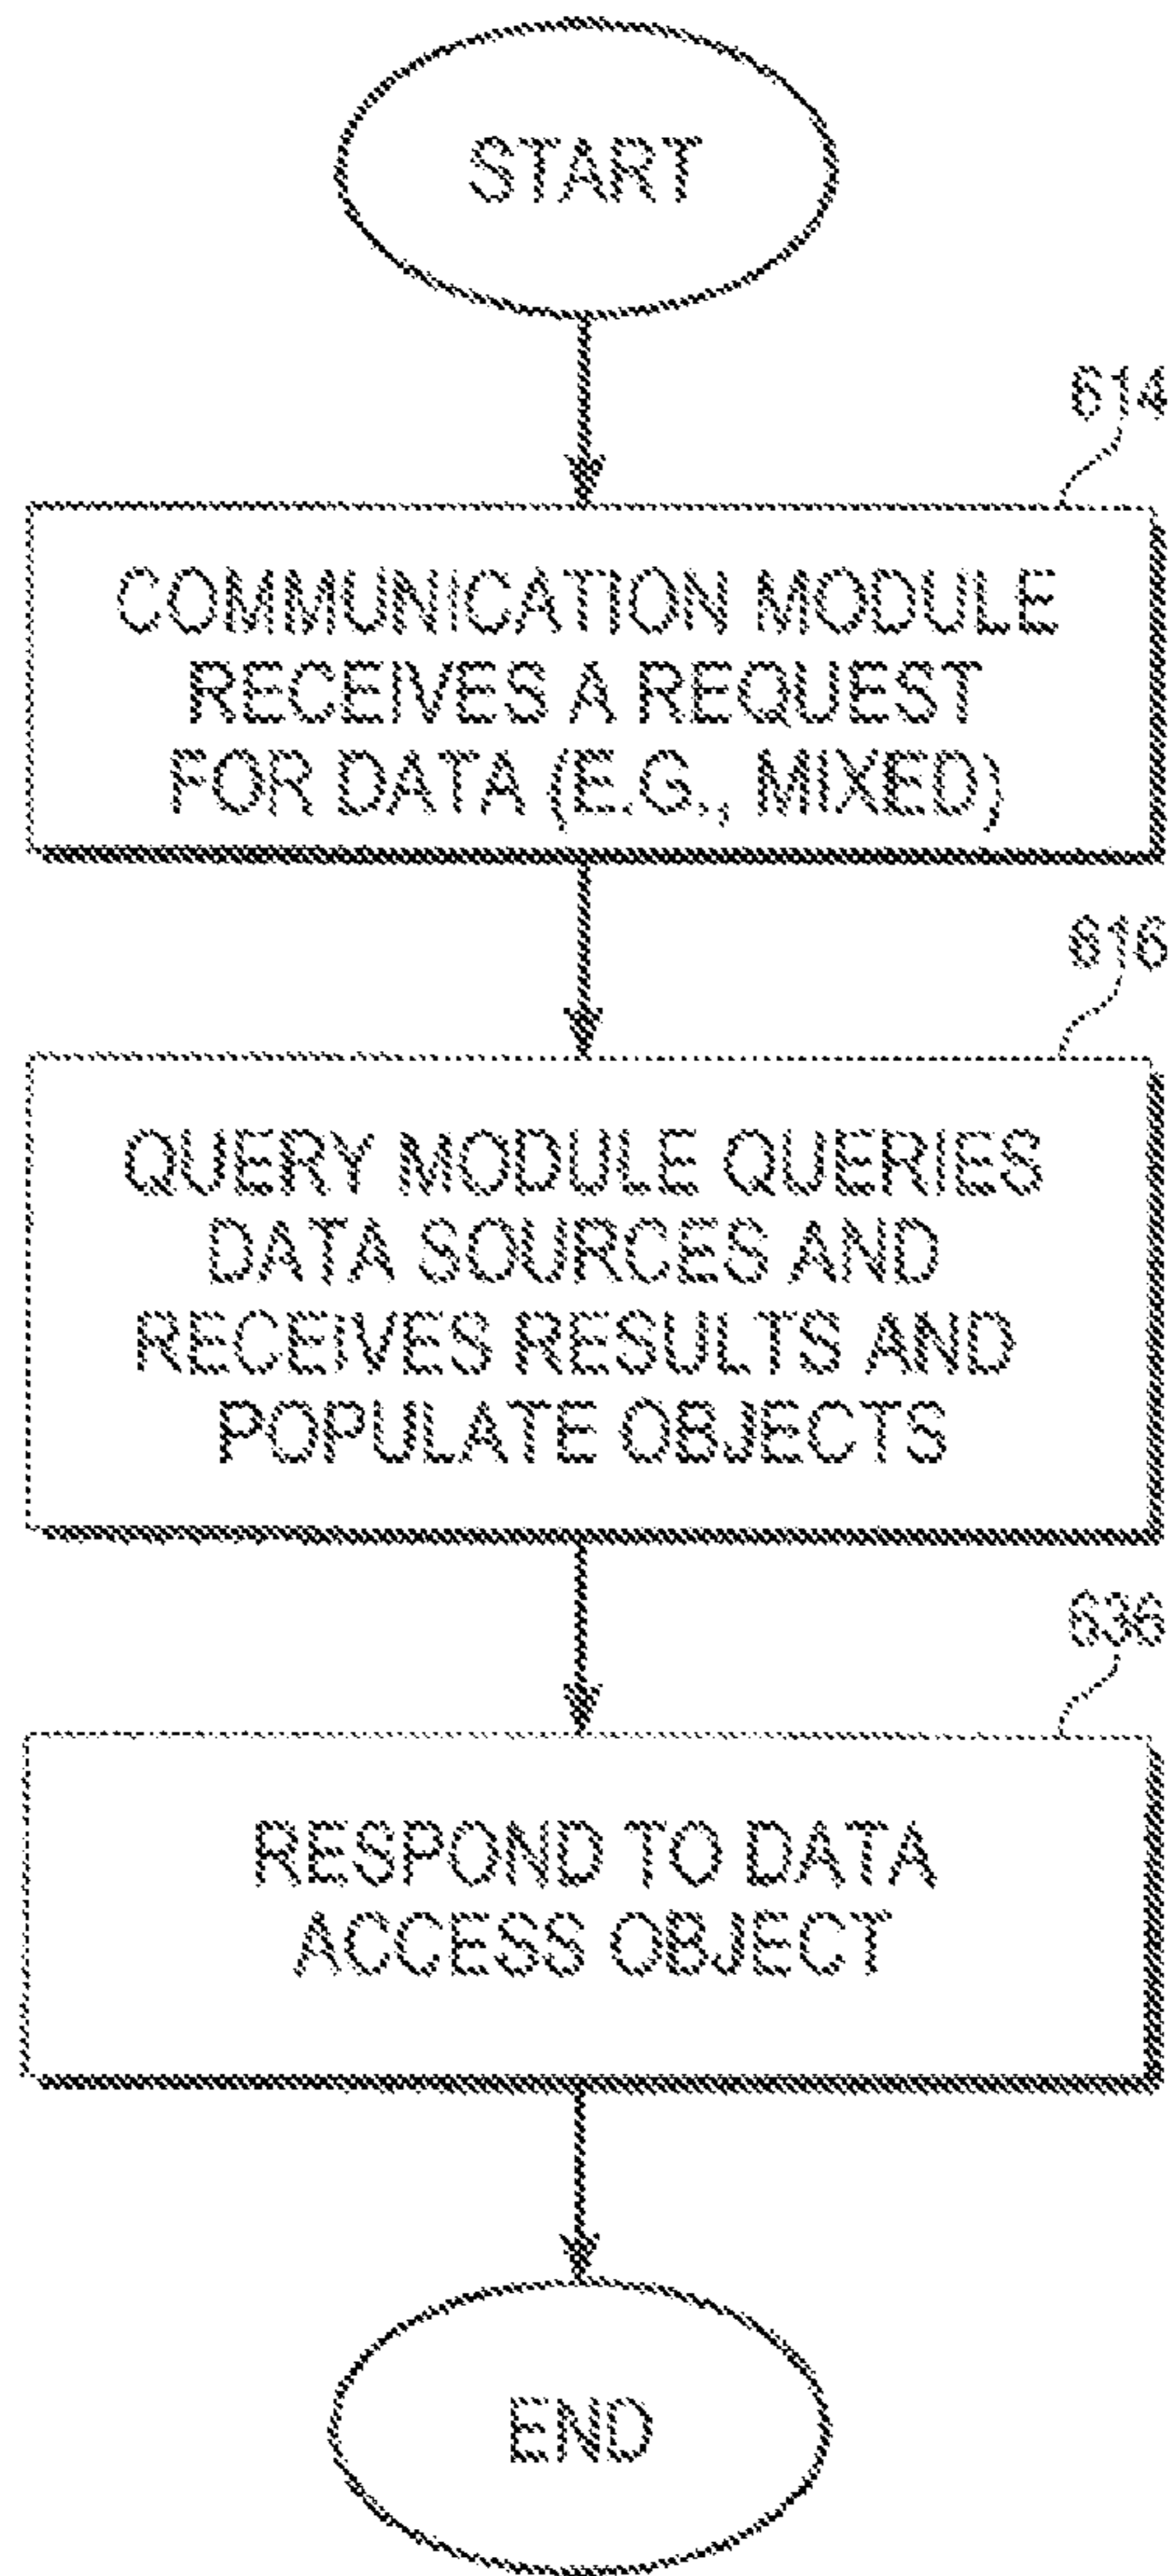 START
614
COMMUNICATION MODULE
RECEIVES A REQUEST
FOR DATA (E.G., MIXED)
616
QUERY MODULE QUERIES
DATA SOURCES AND
RECEIVES RESULTS AND
POPULATE OBJECTS
636
RESPOND TO DATA
ACCESS OBJECT
END